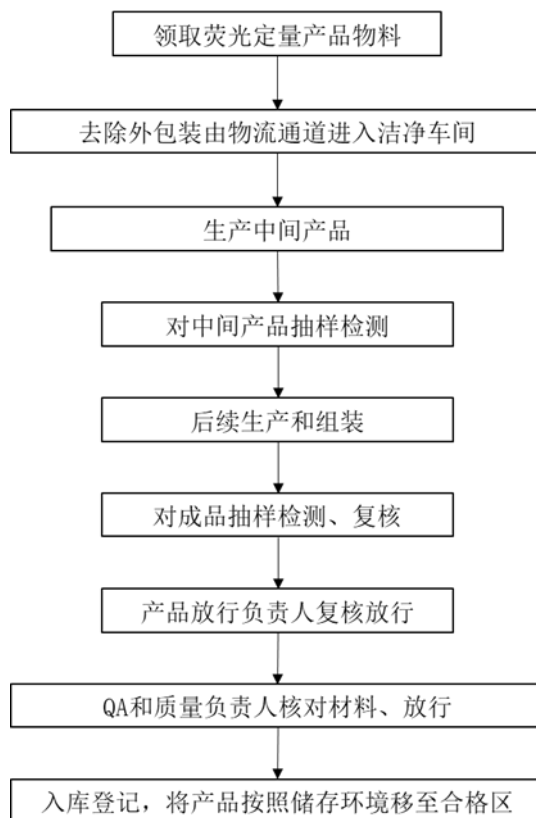 领取荧光定量产品物料
去除外包装由物流通道进入洁净车间
生产中间产品
对中间产品抽样检测
后续生产和组装
对成品抽样检测、复核
产品放行负责人复核放行
QA和质量负责人核对材料、放行
入库登记，将产品按照储存环境移至合格区